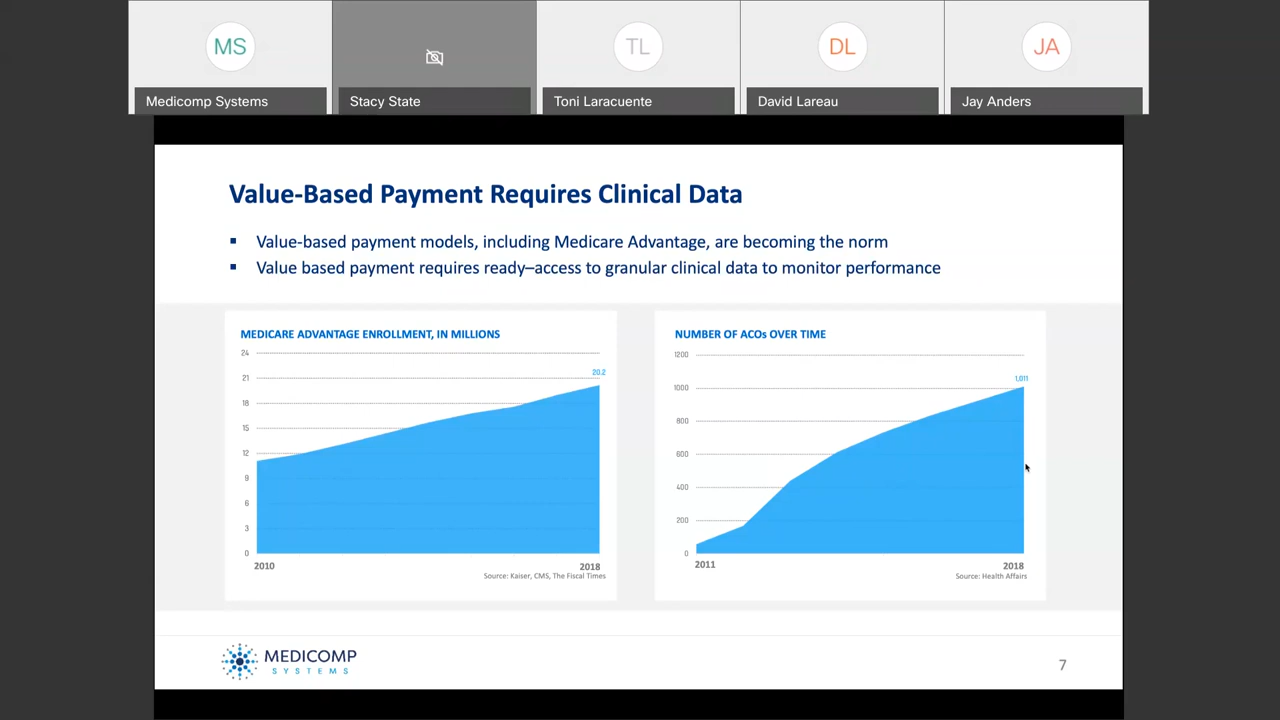 MS
TL
DL
JA
Medicomp Systems
Stacy State
Toni Laracuente
David Lareau
Jay Anders
Value-Based Payment Requires Clinical Data
▪ Value-based payment models, including Medicare Advantage, are becoming the norm
▪ Value based payment requires ready–access to granular clinical data to monitor performance
MEDICARE ADVANTAGE ENROLLMENT, IN MILLIONS
24
21
20.2
18
15
12
9
6
3
0
2010
2018
Source: Kaiser, CMS, The Fiscal Times
NUMBER OF ACOs OVER TIME
1200
1,011
1000
800
600
400
200
0
2011
2018
Source: Health Affairs
MEDICOMP
SYSTEMS
7